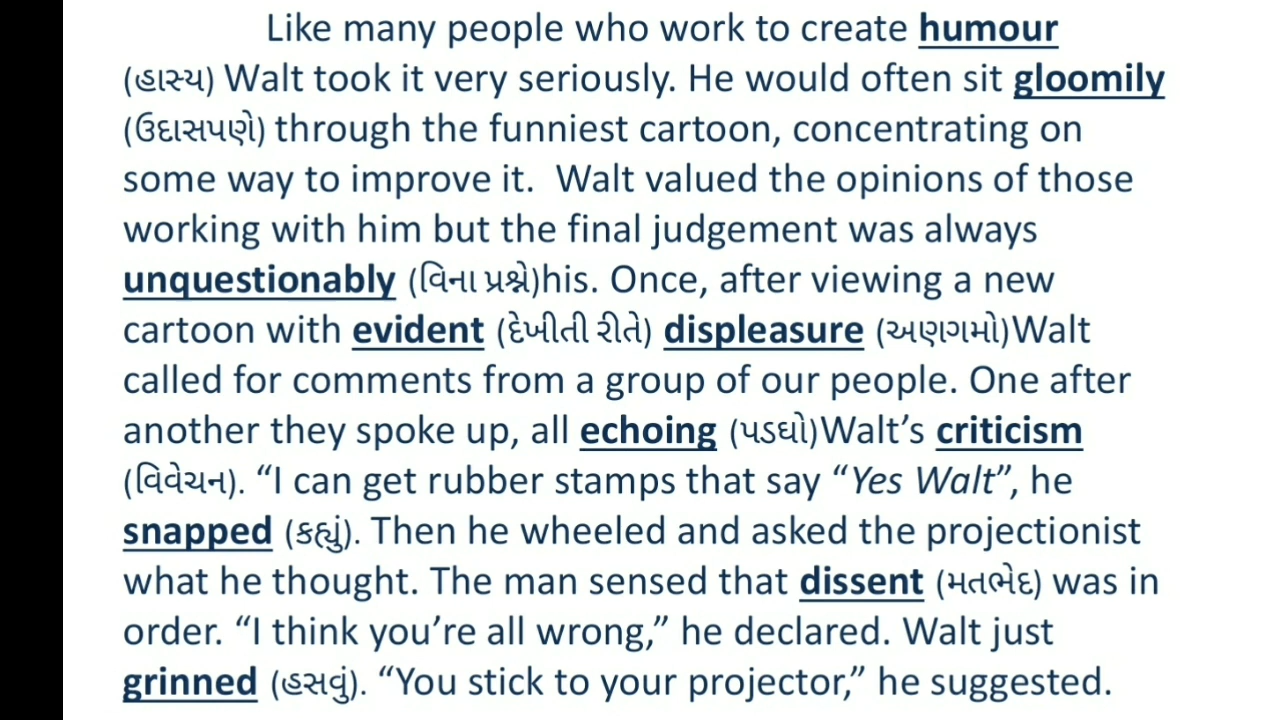 Like many people who work to create humour
(હાસ્ય) Walt took it very seriously. He would often sit gloomily
(ઉદાસપણે) through the funniest cartoon, concentrating on
some way to improve it.  Walt valued the opinions of those
working with him but the final judgement was always
unquestionably (વિના પ્રશ્ને)his. Once, after viewing a new
cartoon with evident (દેખીતી રીતે) displeasure (અણગમો)Walt
called for comments from a group of our people. One after
another they spoke up, all echoing (પડઘો)Walt’s criticism
(વિવેચન). “I can get rubber stamps that say “Yes Walt”, he
snapped (કહ્યું). Then he wheeled and asked the projectionist
what he thought. The man sensed that dissent (મતભેદ) was in
order. “I think you’re all wrong,” he declared. Walt just
grinned (હસવું). “You stick to your projector,” he suggested.